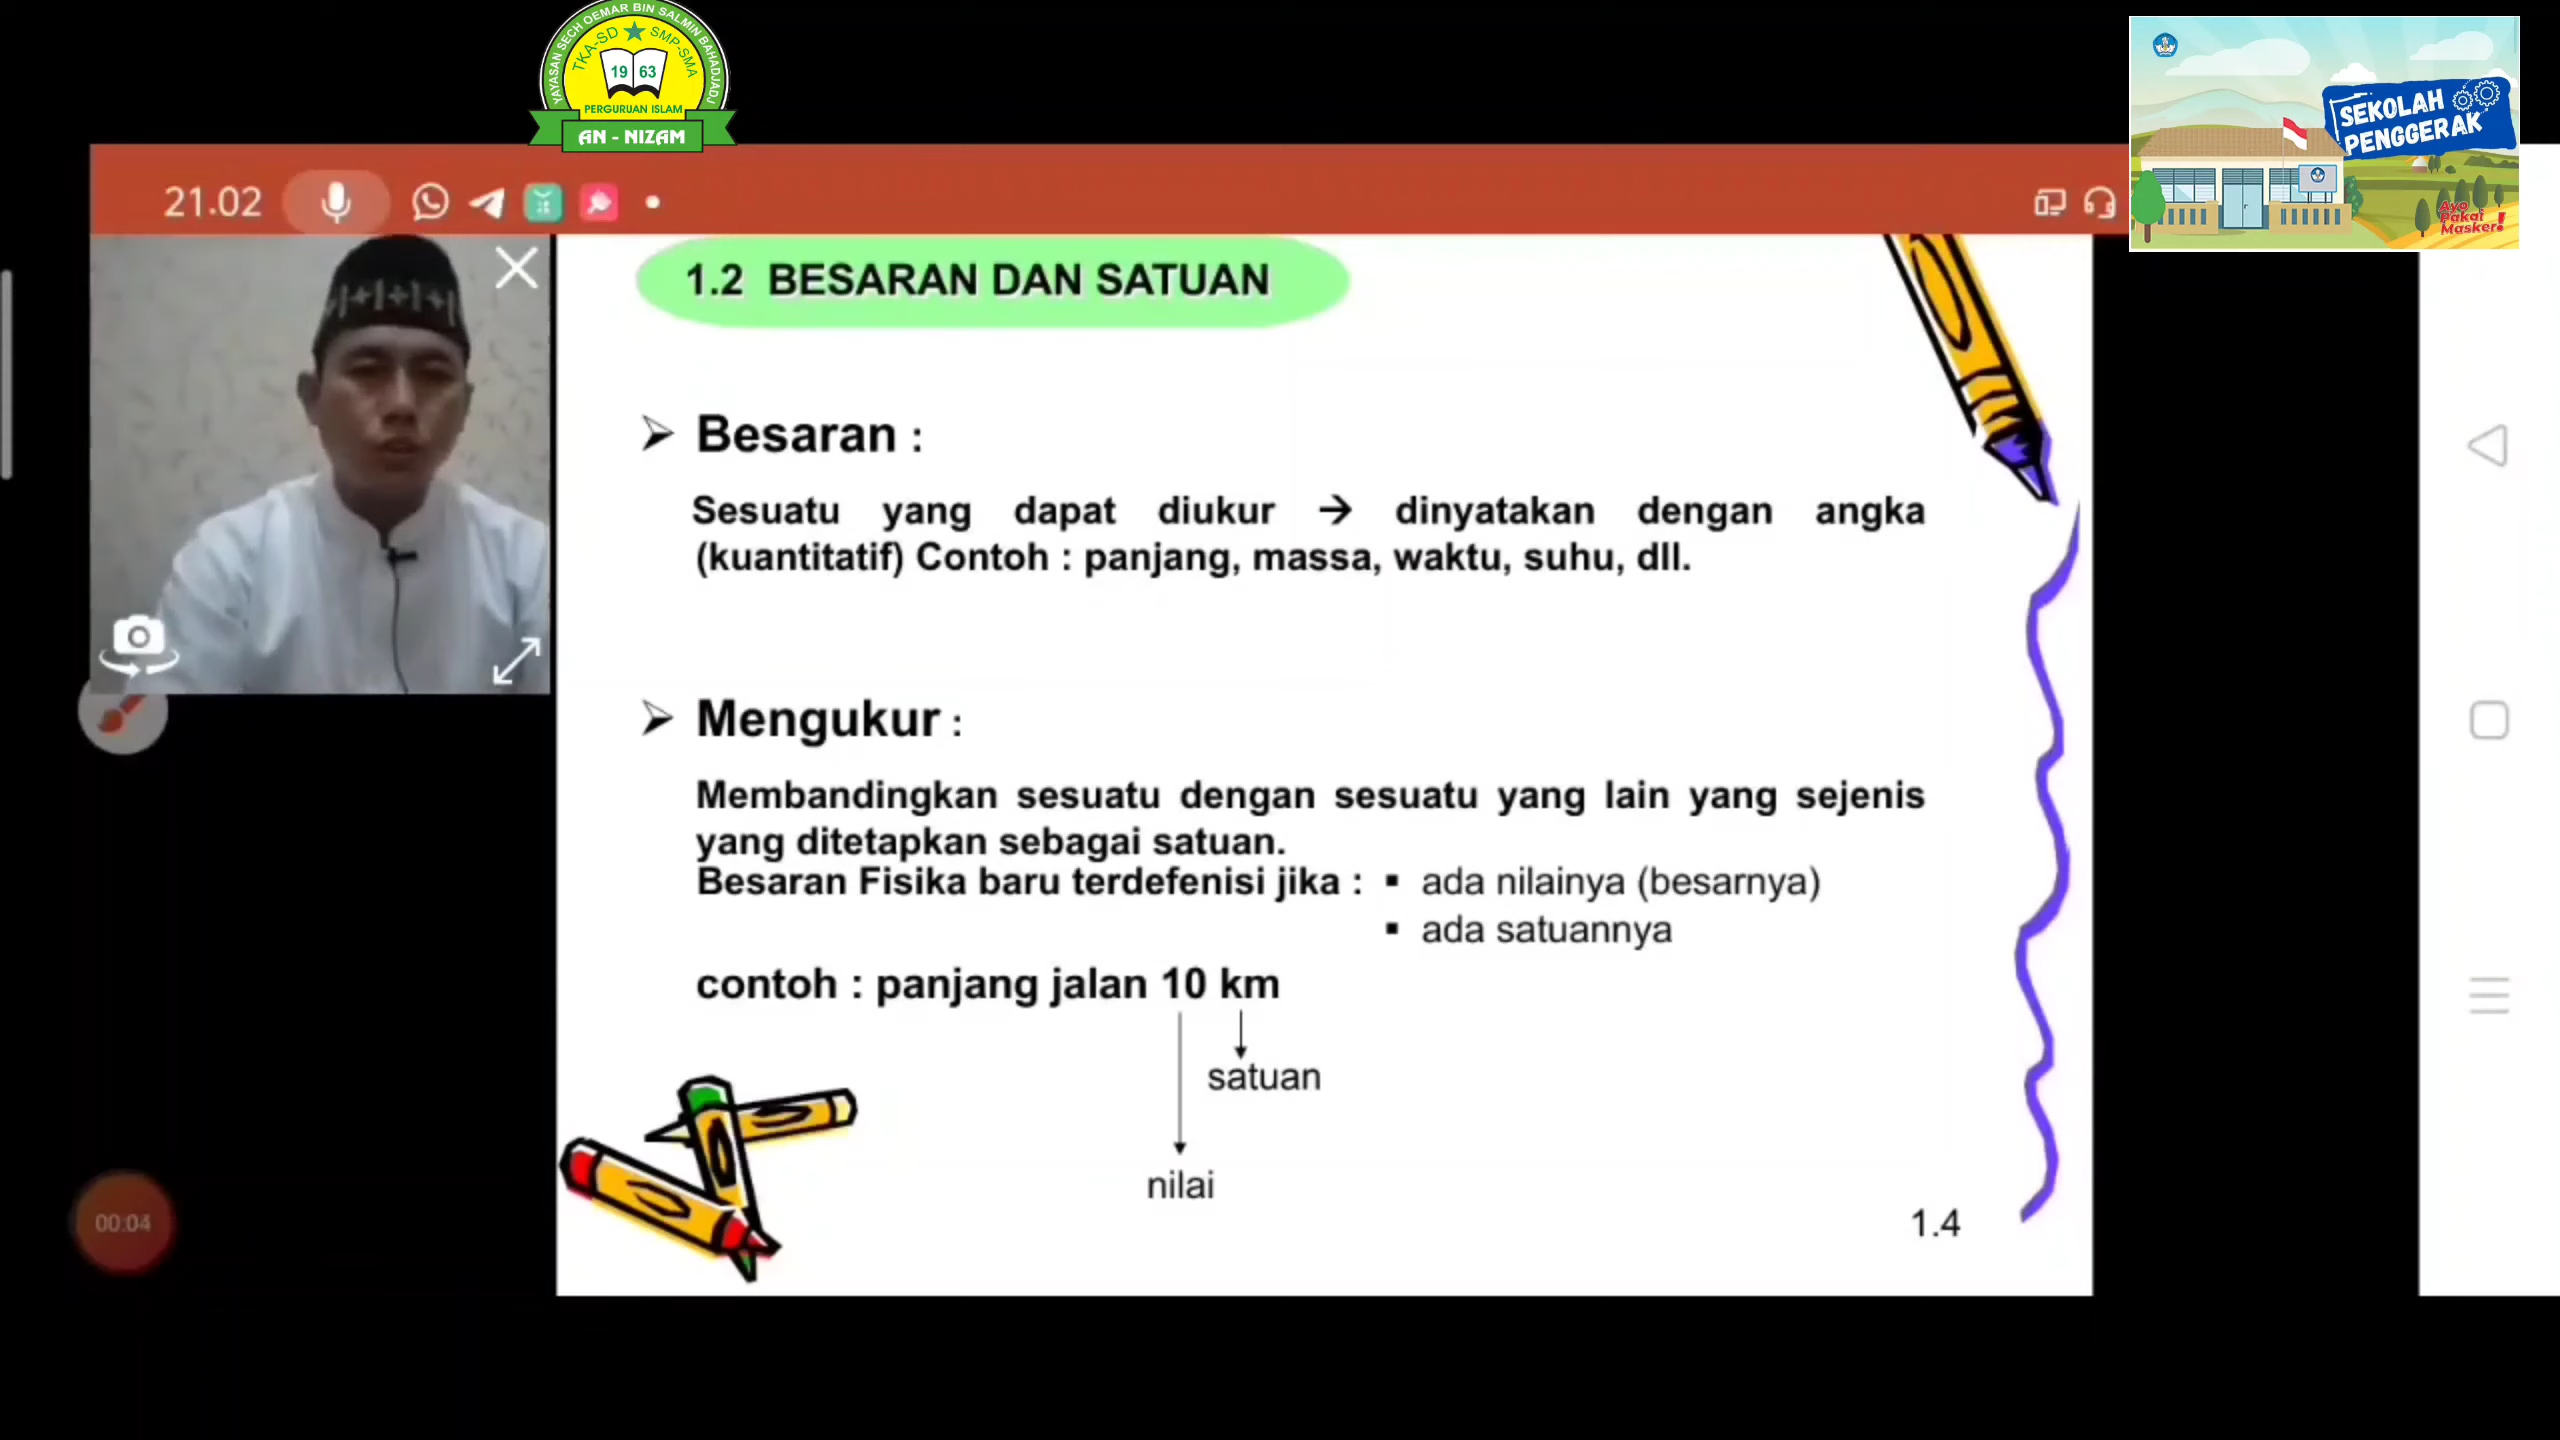 YAYASAN SECH OEMAR BIN SALMIN BAHADJADJ
TKA-SD SMP-SMA
19 63
PERGURUAN ISLAM
AN - NIZAM
SEKOLAH
PENGGERAK
Ayo
Pakai
Masker!
21.02
1.2 BESARAN DAN SATUAN
Besaran :
Sesuatu yang dapat diukur → dinyatakan dengan angka
(kuantitatif) Contoh : panjang, massa, waktu, suhu, dll.
Mengukur :
Membandingkan sesuatu dengan sesuatu yang lain yang sejenis
yang ditetapkan sebagai satuan.
Besaran Fisika baru terdefenisi jika : ▪ ada nilainya (besarnya)
▪ ada satuannya
contoh : panjang jalan 10 km
satuan
nilai
00:04
1.4